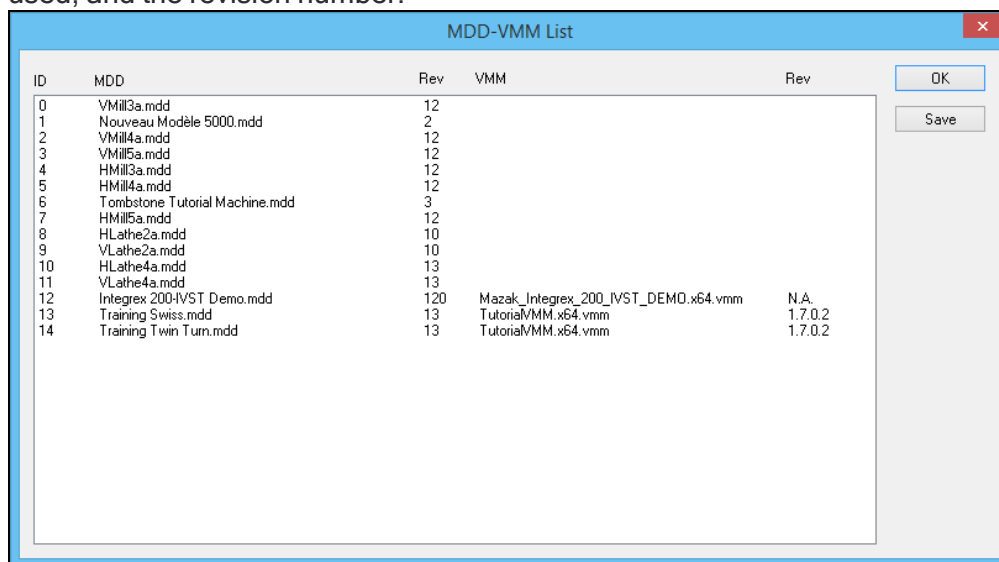 used, and the revision number.
MDD-VMM List
ID MDD Rev VMM Rev OK
Save
0 VMill3a.mdd 12
1 Nouveau Modèle 5000.mdd 2
2 VMill4a.mdd 12
3 VMill5a.mdd 12
4 HMill3a.mdd 12
5 HMill4a.mdd 12
6 Tombstone Tutorial Machine.mdd 3
7 HMill5a.mdd 12
8 HLathe2a.mdd 10
9 VLathe2a.mdd 10
10 HLathe4a.mdd 13
11 VLathe4a.mdd 13
12 Integrex 200-IVST Demo.mdd 120 Mazak_Integrex_200_IVST_DEMO.x64.vmm N.A.
13 Training Swiss.mdd 13 TutorialVMM.x64.vmm 1.7.0.2
14 Training Twin Turn.mdd 13 TutorialVMM.x64.vmm 1.7.0.2